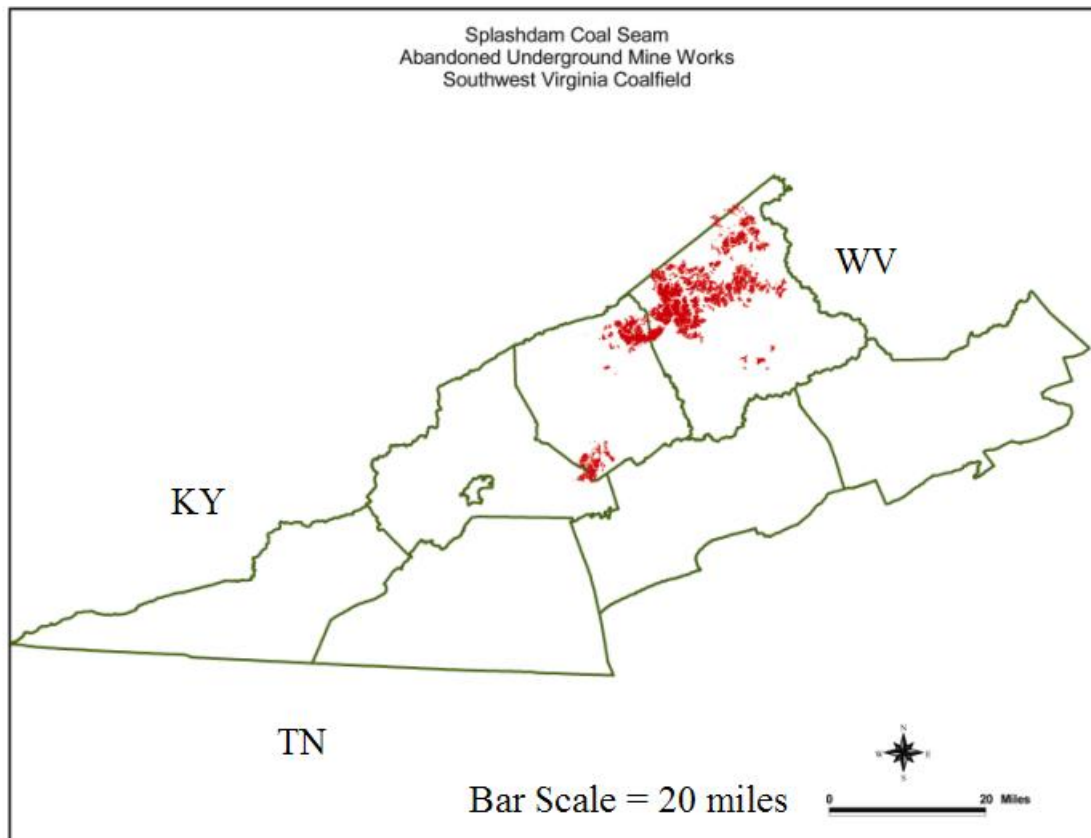 Splashdam Coal Seam
Abandoned Underground Mine Works
Southwest Virginia Coalfield
WV
KY
TN
N
W E
S
Bar Scale = 20 miles
0 20 Miles